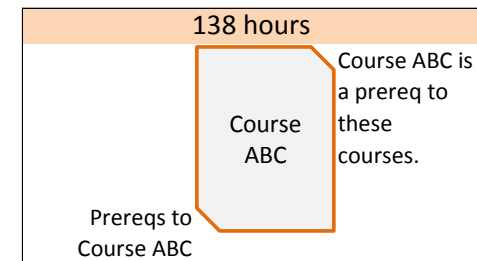 138 hours
Course ABC is
a prereq to
these
courses.
Course
ABC
Prereqs to
Course ABC